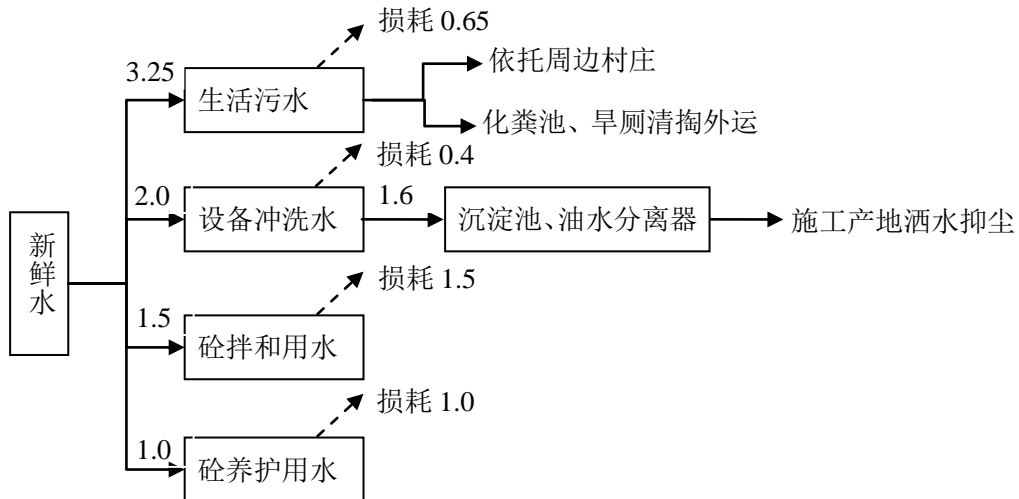 损耗 0.65
3.25
生活污水
依托周边村庄
化粪池、旱厕清掏外运
损耗 0.4
2.0
设备冲洗水
1.6
沉淀池、油水分离器
施工产地洒水抑尘
新鲜水
损耗 1.5
1.5
砼拌和用水
损耗 1.0
1.0
砼养护用水